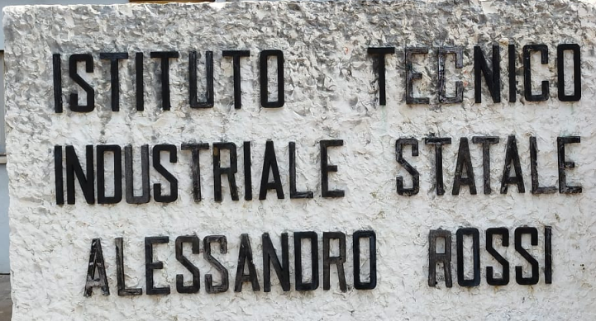 ISTITUTO TECNICO
INDUSTRIALE STATALE
ALESSANDRO ROSSI